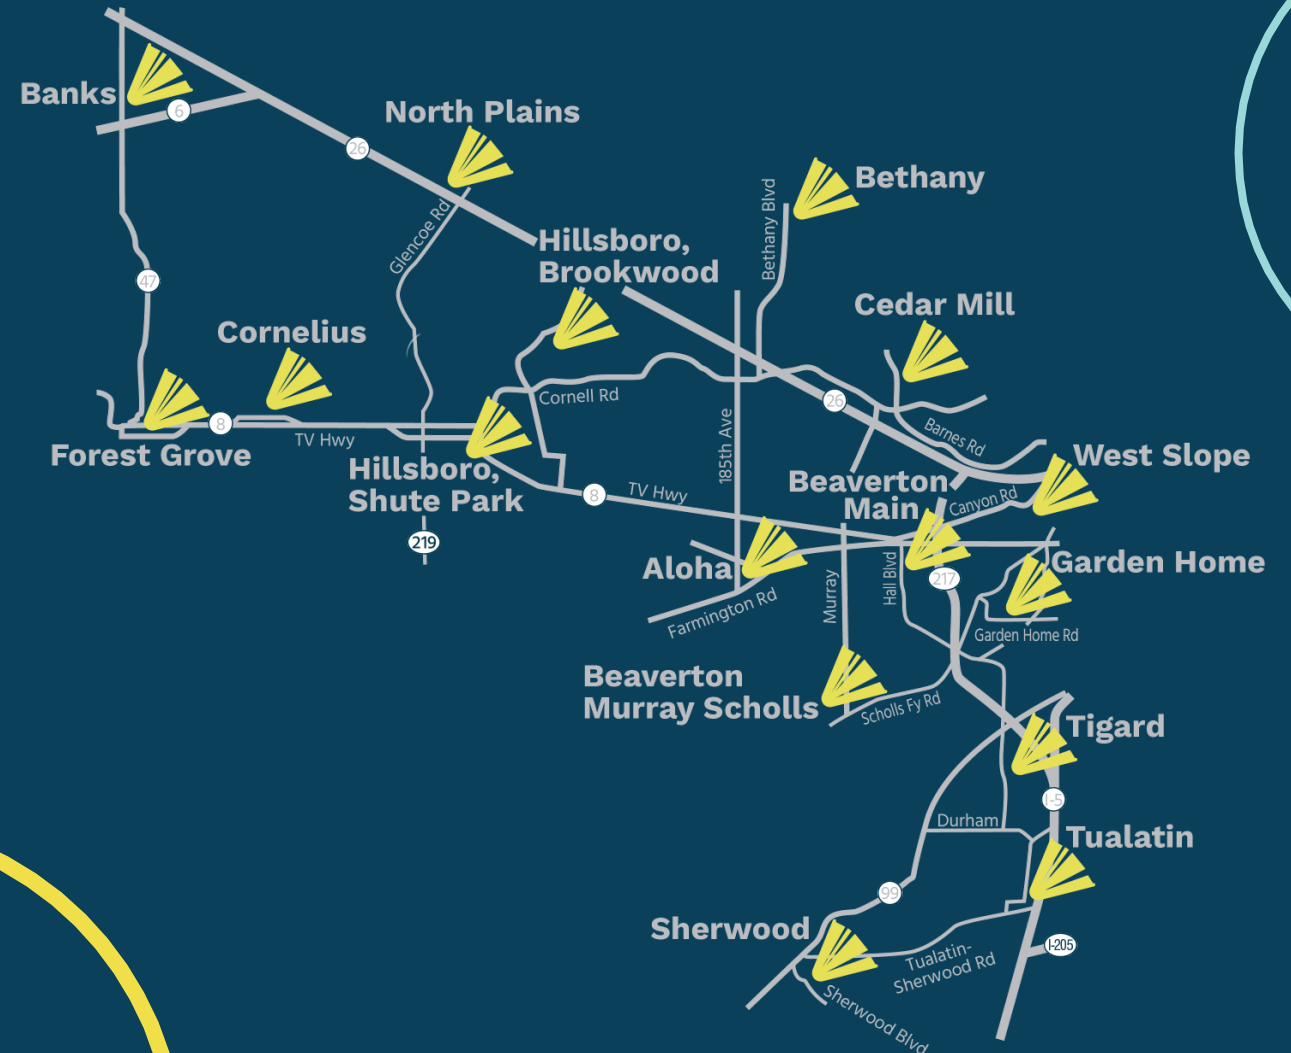 Banks
6
North Plains
26
Bethany
Bethany Blvd
Glencoe Rd
Hillsboro,
Brookwood
47
Cedar Mill
Cornelius
Cornell Rd
26
8
TV Hwy
Forest Grove
185th Ave
Barnes Rd
West Slope
Hillsboro,
Shute Park
8
TV Hwy
Beaverton
Main
Canyon Rd
219
Aloha
Farmington Rd
Murray
Hall Blvd
217
Garden Home
Garden Home Rd
Beaverton
Murray Scholls
Scholls Fy Rd
Tigard
I-5
Durham
Tualatin
99
Sherwood
Tualatin-
Sherwood Rd
I-205
Sherwood Blvd